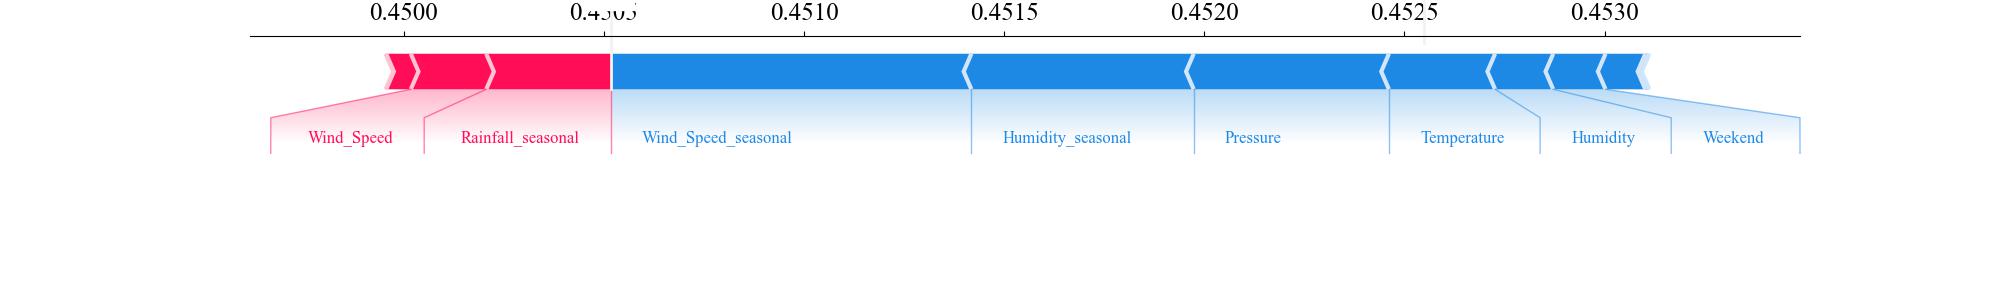 0.4500 0.4510 0.4515 0.4520 0.4525 0.4530
Wind_Speed Rainfall_seasonal Wind_Speed_seasonal Humidity_seasonal Pressure Temperature Humidity Weekend